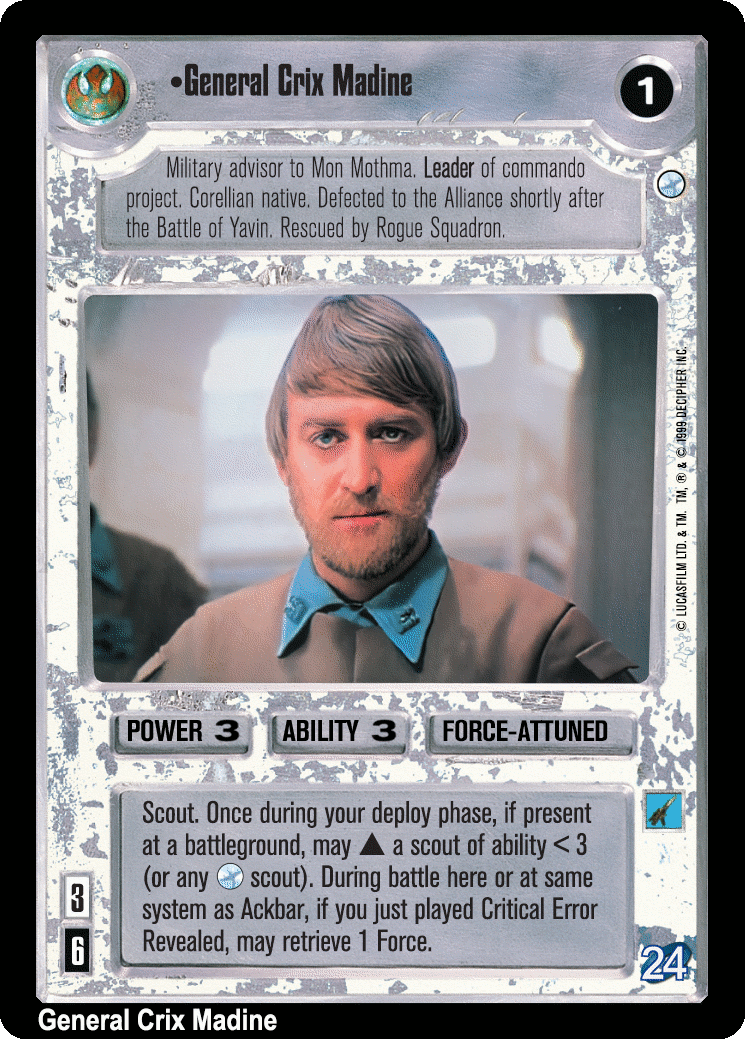 •General Crix Madine
1
Military advisor to Mon Mothma. Leader of commando
project. Corellian native. Defected to the Alliance shortly after
the Battle of Yavin. Rescued by Rogue Squadron.
© LUCASFILM LTD. & TM. TM, ® & © 1999 DECIPHER INC.
POWER 3 ABILITY 3 FORCE-ATTUNED
Scout. Once during your deploy phase, if present
at a battleground, may ▲ a scout of ability < 3
(or any scout). During battle here or at same
system as Ackbar, if you just played Critical Error
Revealed, may retrieve 1 Force.
3
6
24
General Crix Madine